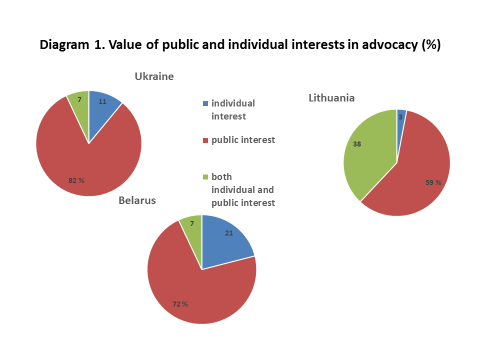 Diagram 1. Value of public and individual interests in advocacy (%)
Ukraine
7
11
82 %
individual
interest
public interest
both
individual and
public interest
Lithuania
3
38
59 %
Belarus
7
21
72 %